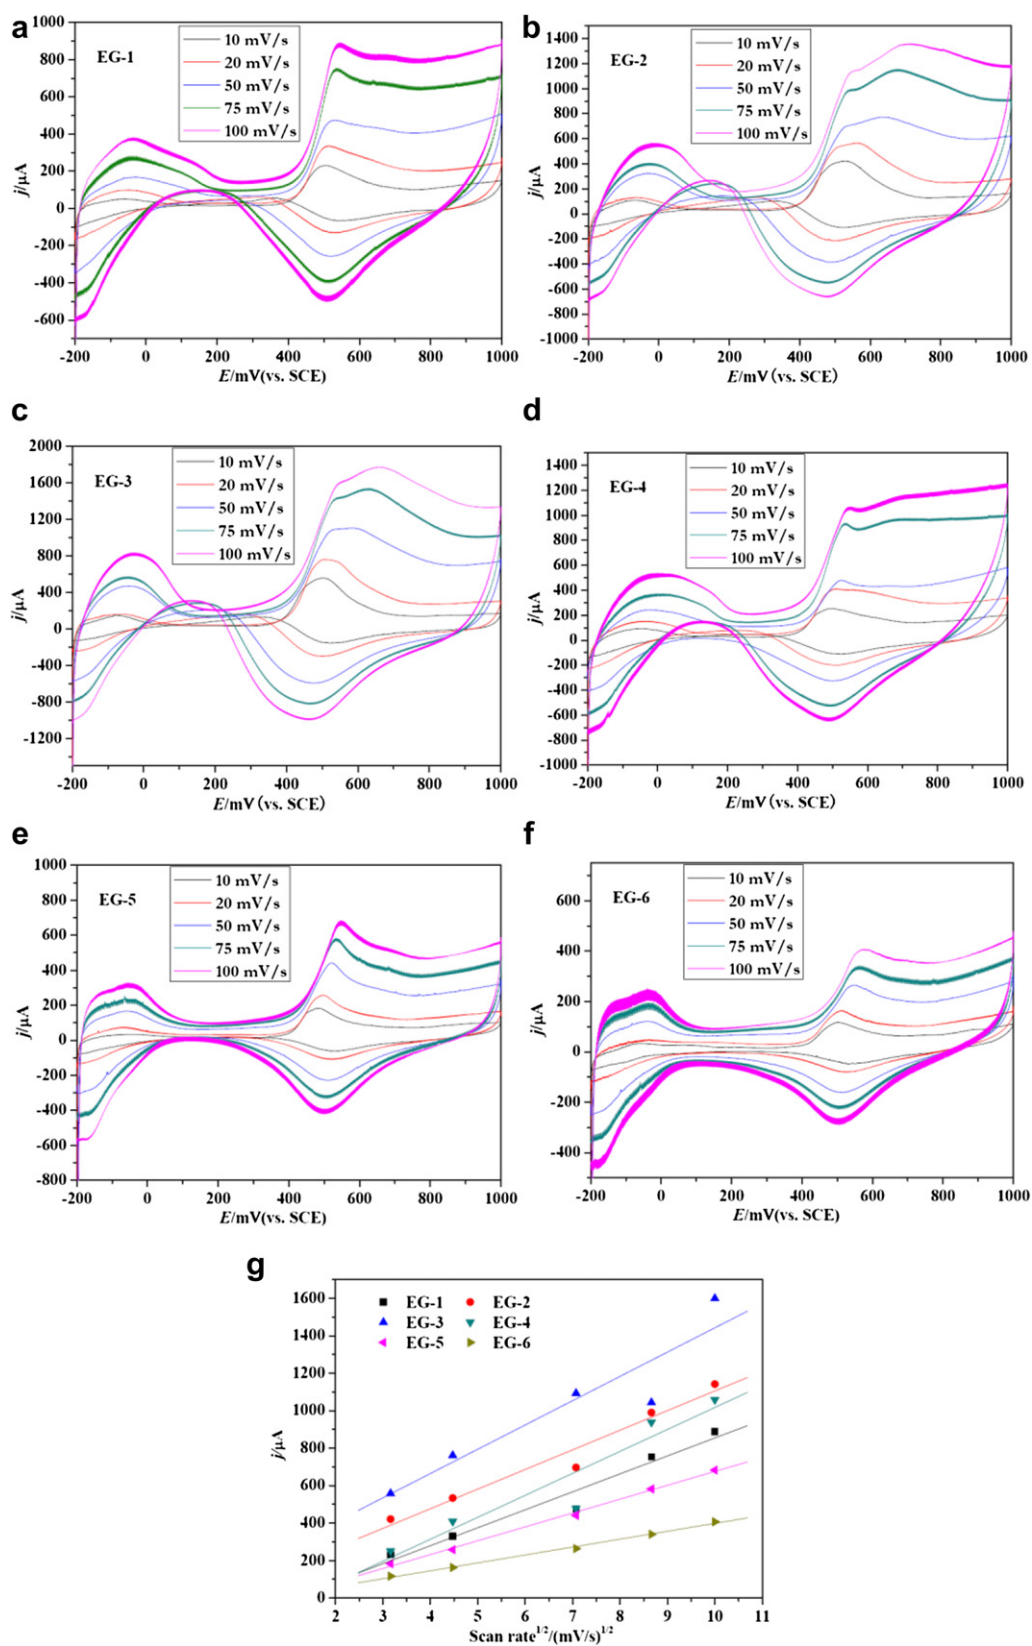 a
EG-1
10 mV/s
20 mV/s
50 mV/s
75 mV/s
100 mV/s
1000
800
600
400
200
0
-200
-400
-600
j/μA
-200 0 200 400 600 800 1000
E/mV(vs. SCE)
b
EG-2
10 mV/s
20 mV/s
50 mV/s
75 mV/s
100 mV/s
1400
1200
1000
800
600
400
200
0
-200
-400
-600
-800
-1000
j/μA
-200 0 200 400 600 800 1000
E/mV(vs. SCE)
c
EG-3
10 mV/s
20 mV/s
50 mV/s
75 mV/s
100 mV/s
2000
1600
1200
800
400
0
-400
-800
-1200
j/μA
-200 0 200 400 600 800 1000
E/mV(vs. SCE)
d
EG-4
10 mV/s
20 mV/s
50 mV/s
75 mV/s
100 mV/s
1400
1200
1000
800
600
400
200
0
-200
-400
-600
-800
-1000
j/μA
-200 0 200 400 600 800 1000
E/mV(vs. SCE)
e
EG-5
10 mV/s
20 mV/s
50 mV/s
75 mV/s
100 mV/s
1000
800
600
400
200
0
-200
-400
-600
-800
j/μA
-200 0 200 400 600 800 1000
E/mV(vs. SCE)
f
EG-6
10 mV/s
20 mV/s
50 mV/s
75 mV/s
100 mV/s
600
400
200
0
-200
-400
j/μA
-200 0 200 400 600 800 1000
E/mV(vs. SCE)
g
EG-1 EG-2
EG-3 EG-4
EG-5 EG-6
1600
1400
1200
1000
800
600
400
200
0
j/μA
2 3 4 5 6 7 8 9 10 11
Scan rate^1/2/(mV/s)^1/2